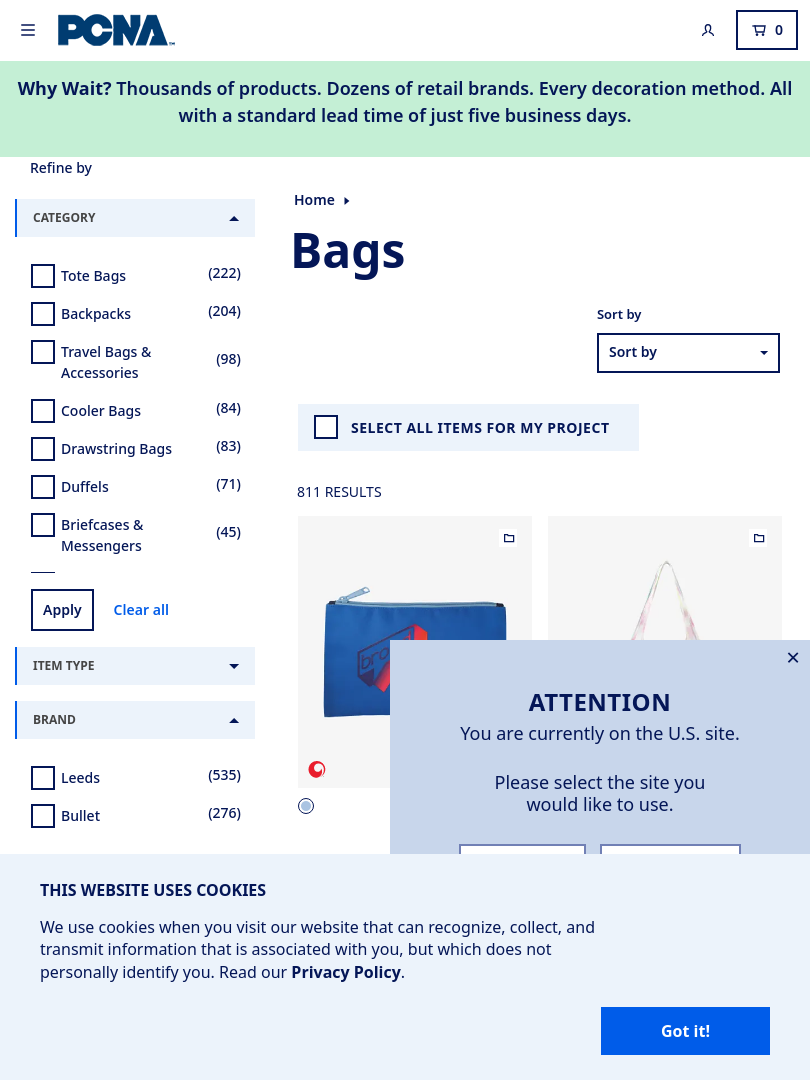 PCNA
0
Why Wait? Thousands of products. Dozens of retail brands. Every decoration method. All
with a standard lead time of just five business days.
Refine by
CATEGORY
Tote Bags (222)
Backpacks (204)
Travel Bags &
Accessories (98)
Cooler Bags (84)
Drawstring Bags (83)
Duffels (71)
Briefcases &
Messengers (45)
Apply Clear all
ITEM TYPE
BRAND
Leeds (535)
Bullet (276)
Home
Bags
Sort by
Sort by
SELECT ALL ITEMS FOR MY PROJECT
811 RESULTS
ATTENTION
You are currently on the U.S. site.
Please select the site you
would like to use.
THIS WEBSITE USES COOKIES
We use cookies when you visit our website that can recognize, collect, and
transmit information that is associated with you, but which does not
personally identify you. Read our Privacy Policy.
Got it!